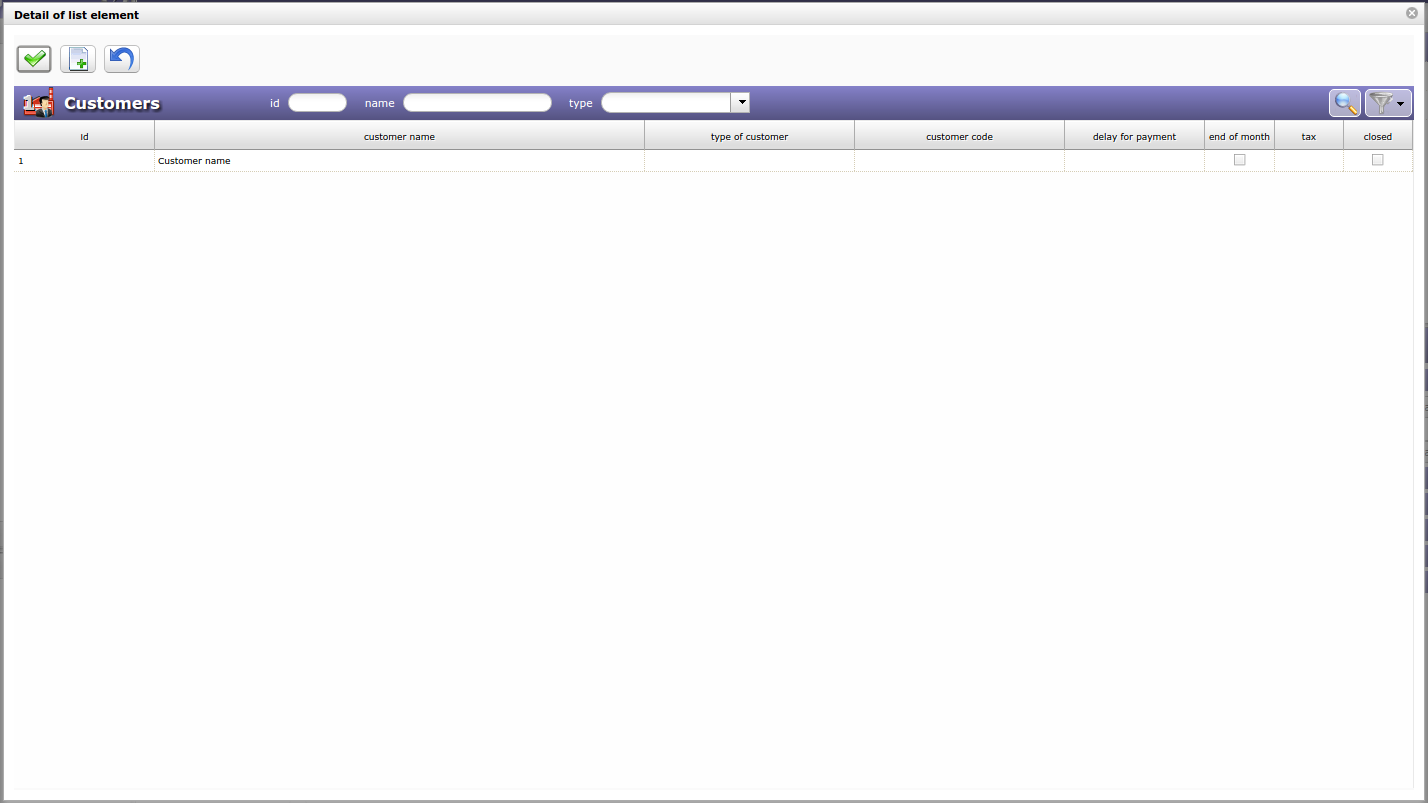 Detail of list element
Customers id name type
id customer name type of customer customer code delay for payment end of month tax closed
1 Customer name